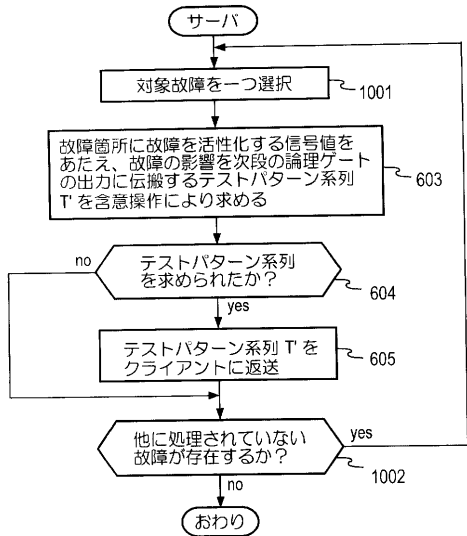 サーバ
対象故障を一つ選択
1001
故障箇所に故障を活性化する信号値を
あたえ、故障の影響を次段の論理ゲート
の出力に伝搬するテストパターン系列
T' を含意操作により求める
603
no
テストパターン系列
を求められたか？
604
yes
テストパターン系列 T' を
クライアントに返送
605
他に処理されていない
故障が存在するか？
yes
1002
no
おわり